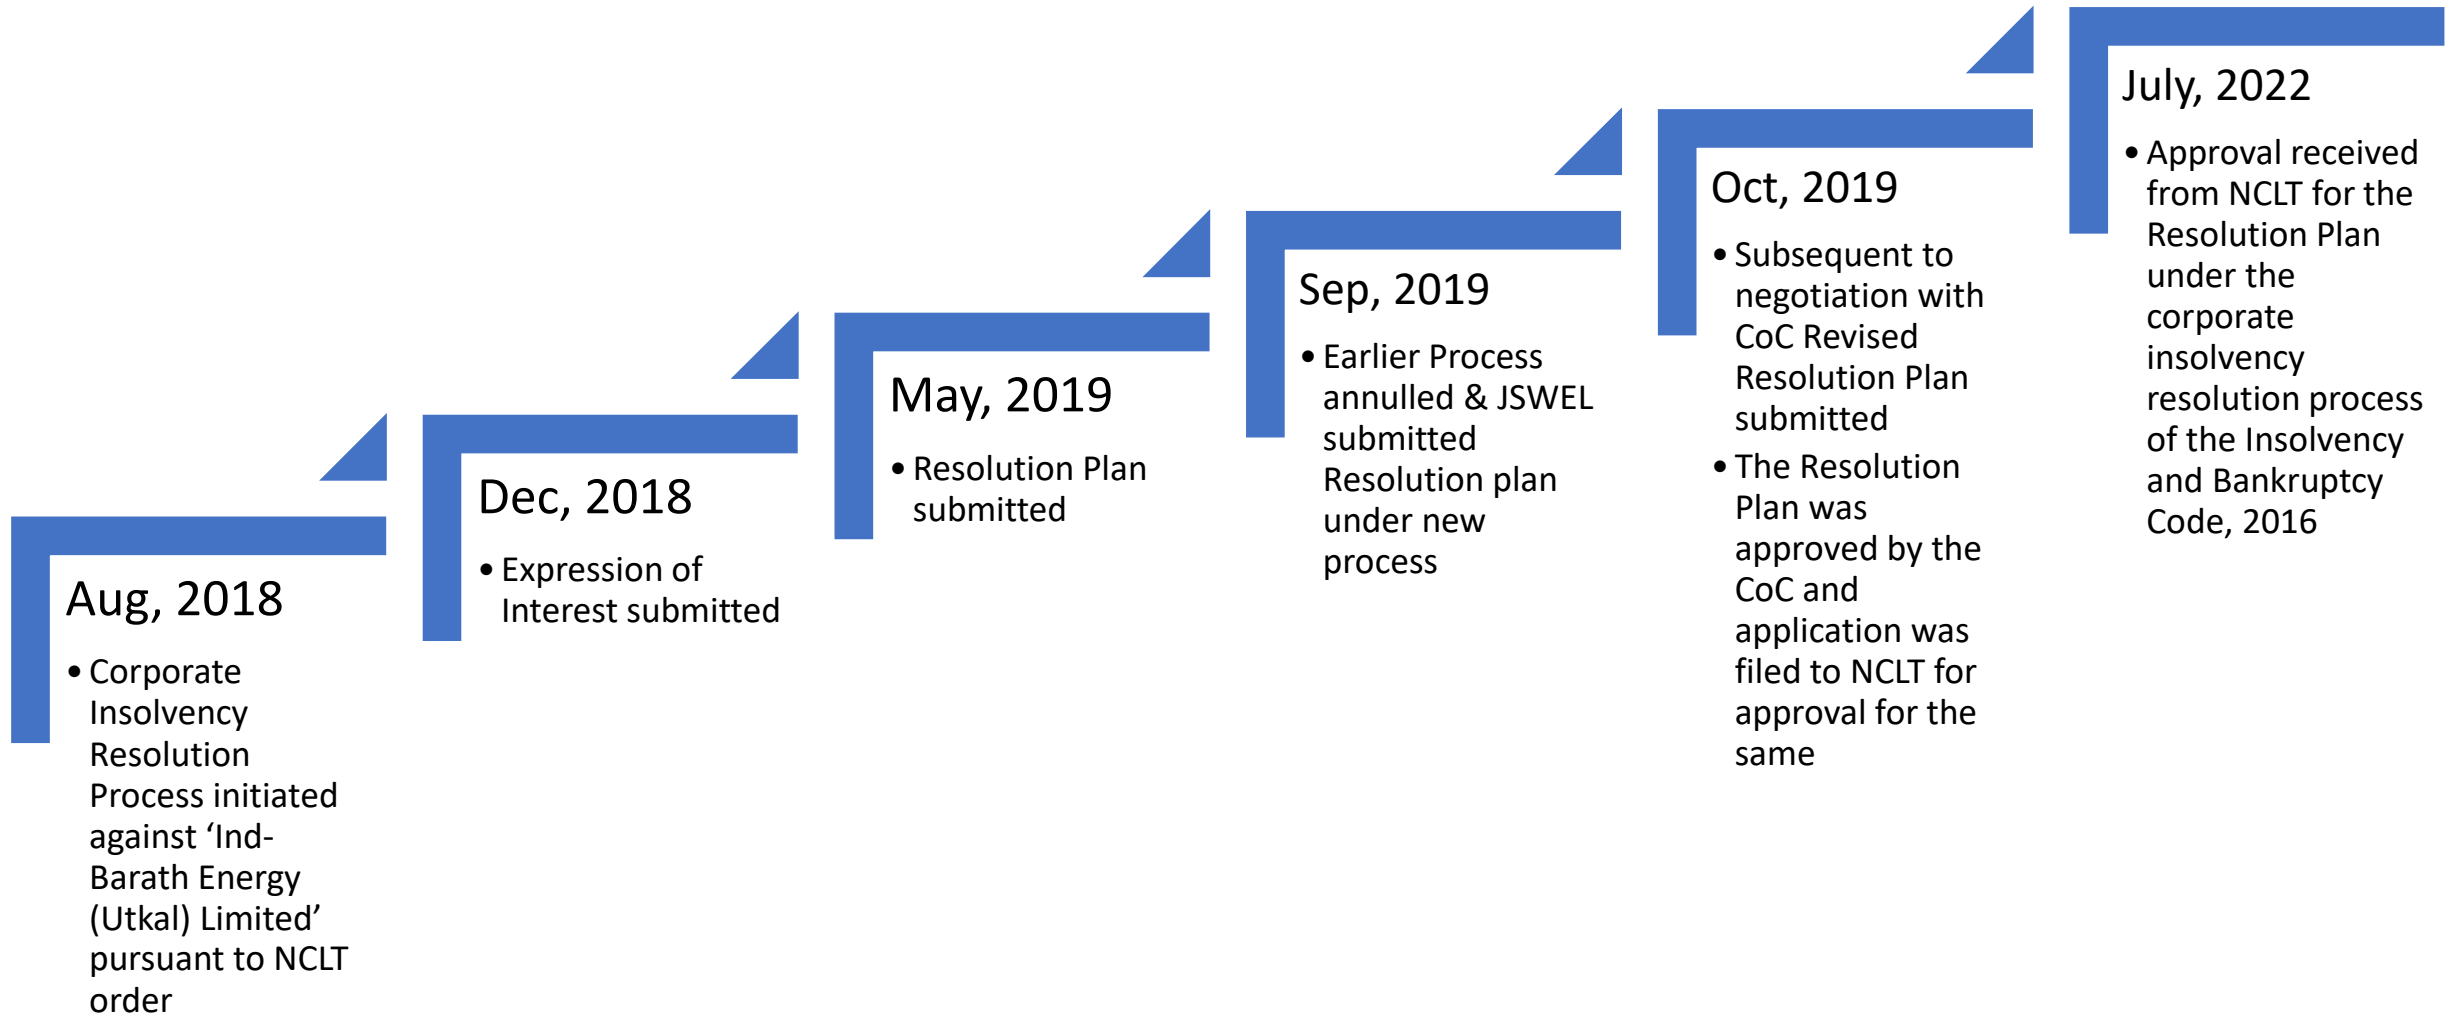 Aug, 2018
• Corporate
Insolvency
Resolution
Process initiated
against ‘Ind-
Barath Energy
(Utkal) Limited’
pursuant to NCLT
order
Dec, 2018
• Expression of
Interest submitted
May, 2019
• Resolution Plan
submitted
Sep, 2019
• Earlier Process
annulled & JSWEL
submitted
Resolution plan
under new
process
Oct, 2019
• Subsequent to
negotiation with
CoC Revised
Resolution Plan
submitted
• The Resolution
Plan was
approved by the
CoC and
application was
filed to NCLT for
approval for the
same
July, 2022
• Approval received
from NCLT for the
Resolution Plan
under the
corporate
insolvency
resolution process
of the Insolvency
and Bankruptcy
Code, 2016